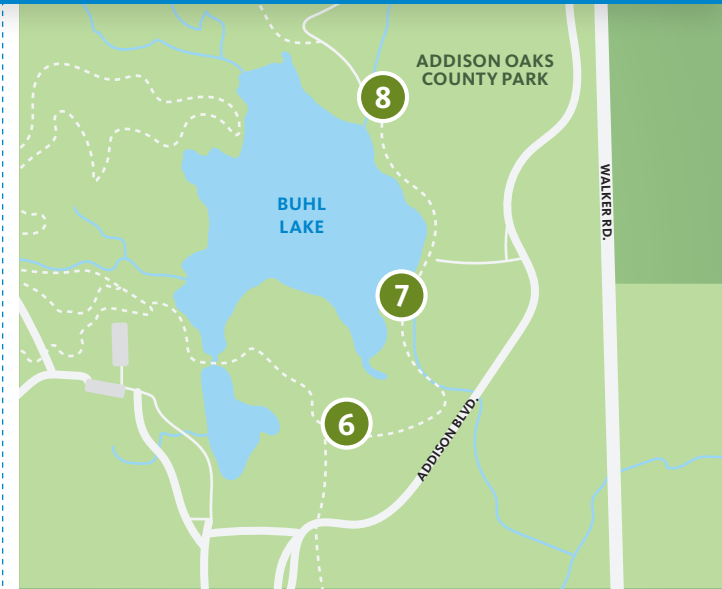 ADDISON OAKS
COUNTY PARK
8
WALKER RD.
BUHL
LAKE
7
6
ADDISON BLVD.